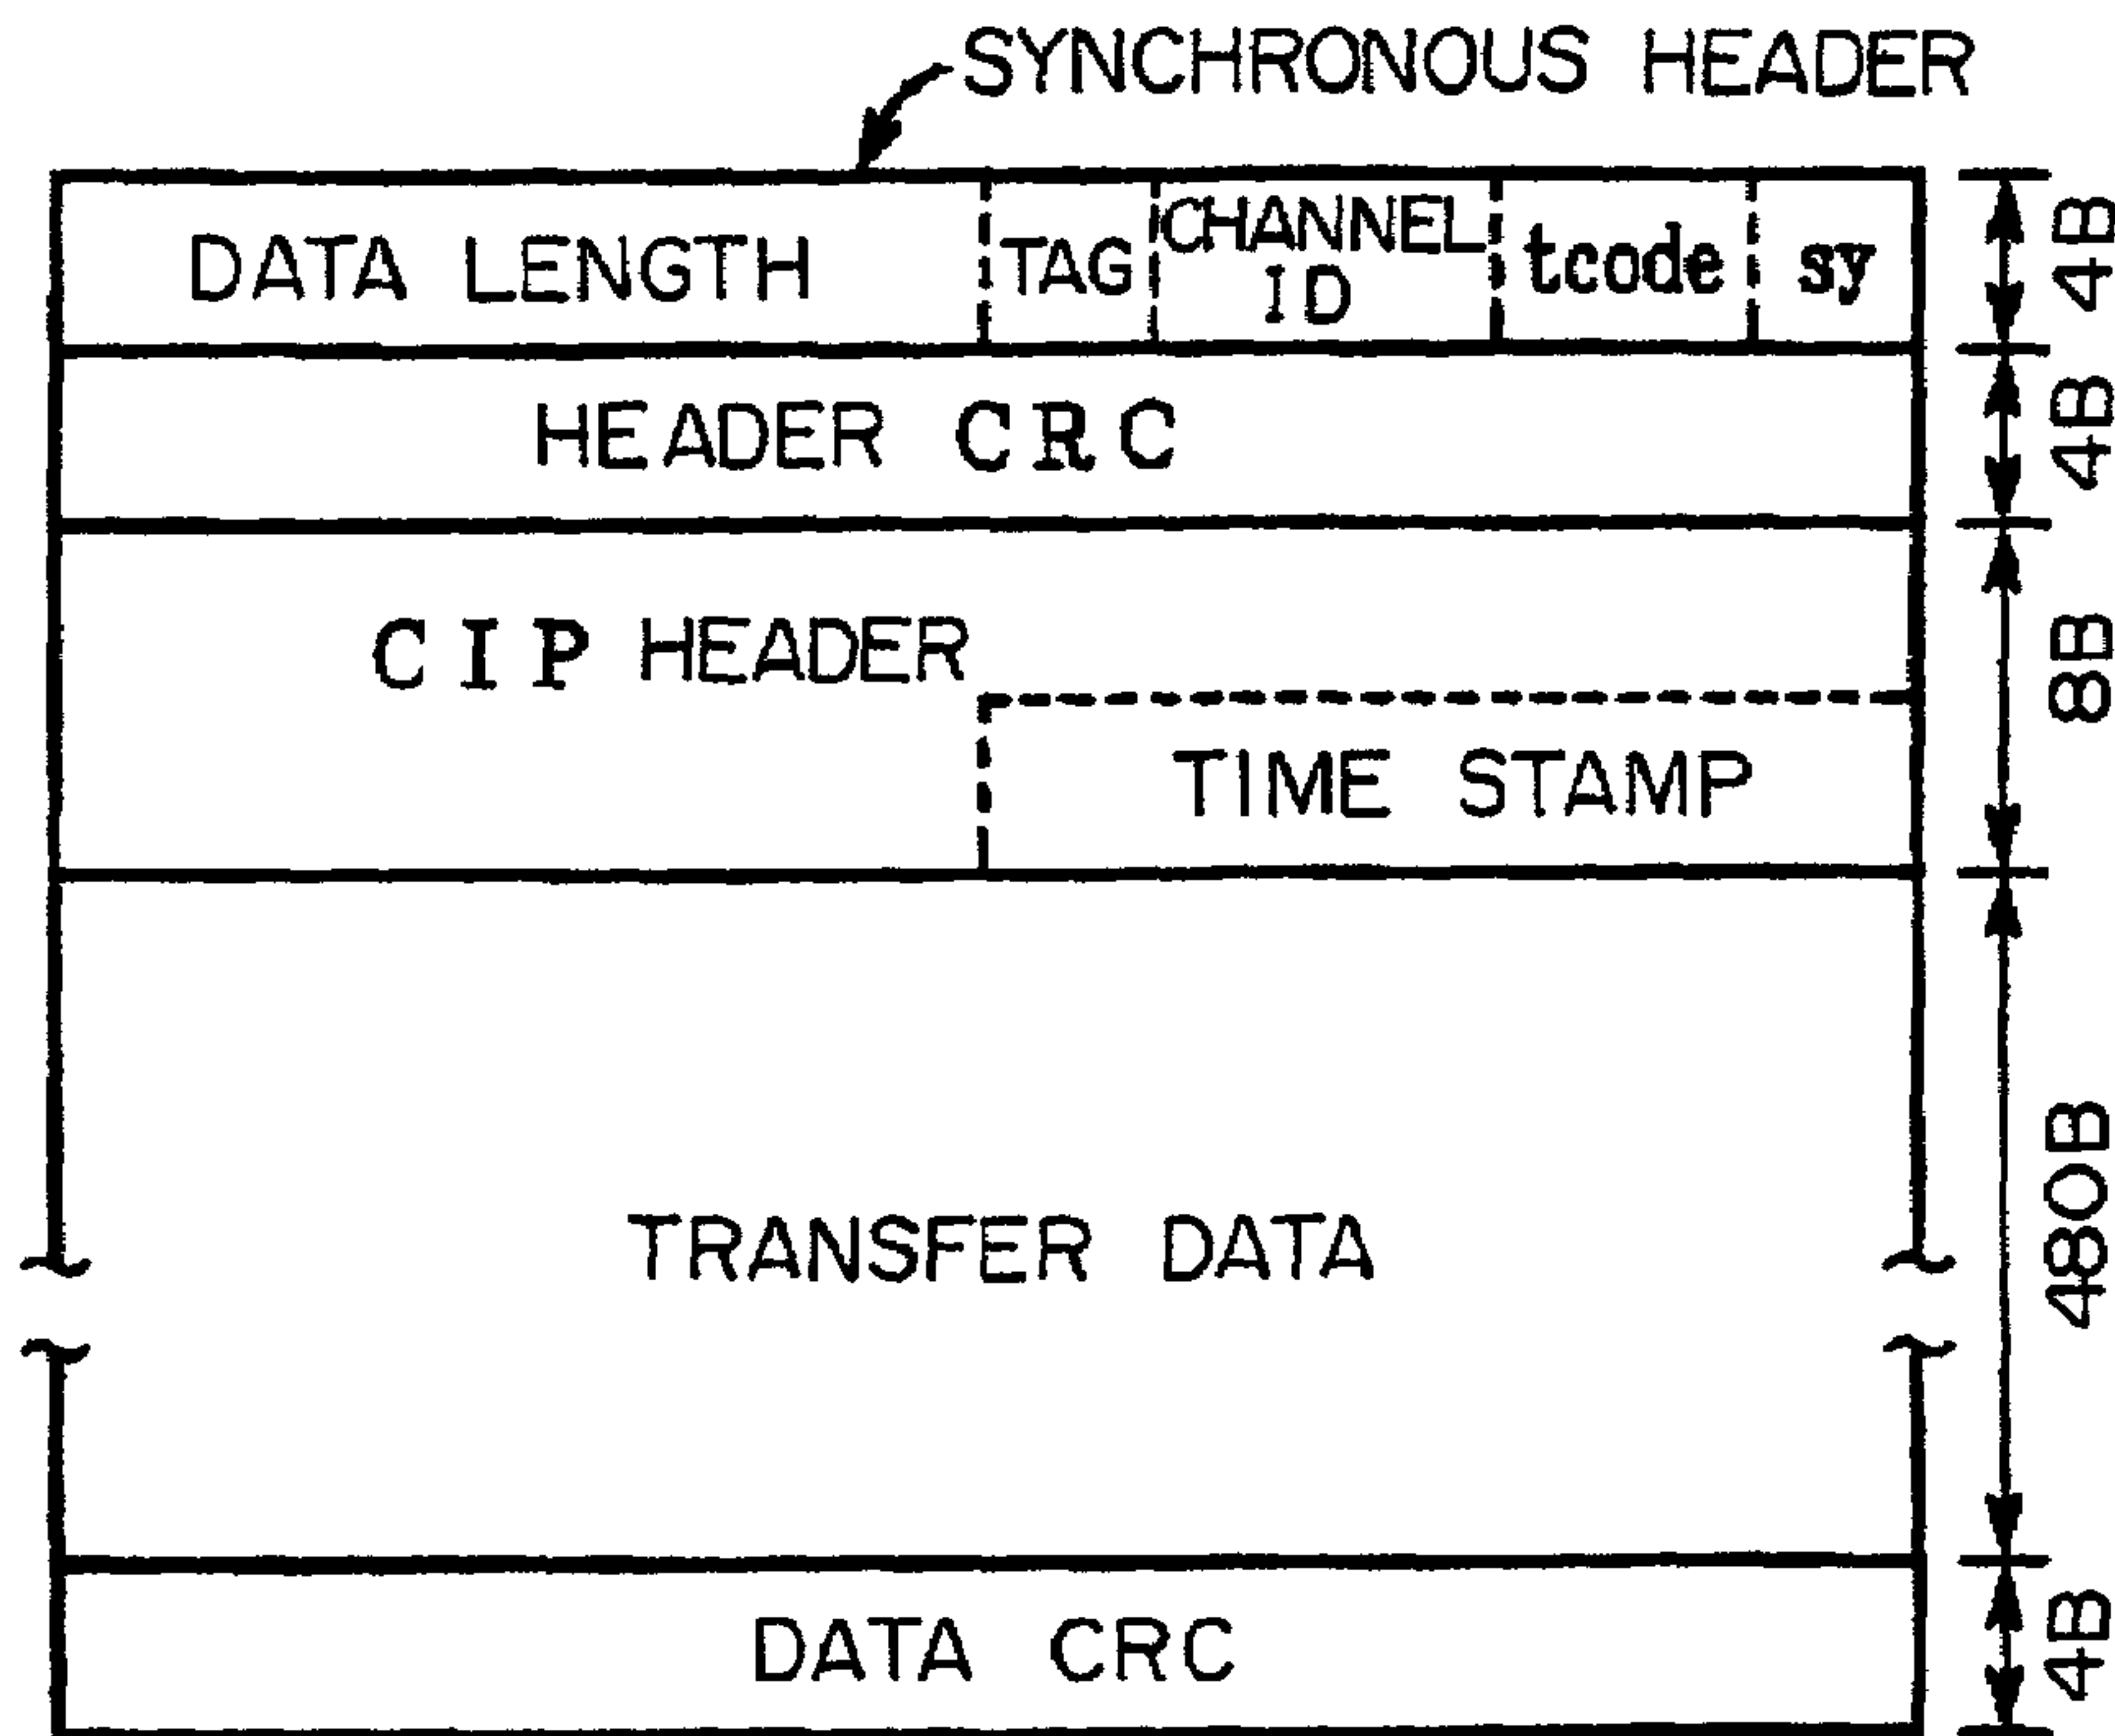 SYNCHRONOUS HEADER
DATA LENGTH TAG CHANNEL ID tcode sy 4B
HEADER CRC 4B
CIP HEADER 8B
TIME STAMP
TRANSFER DATA 480B
DATA CRC 4B